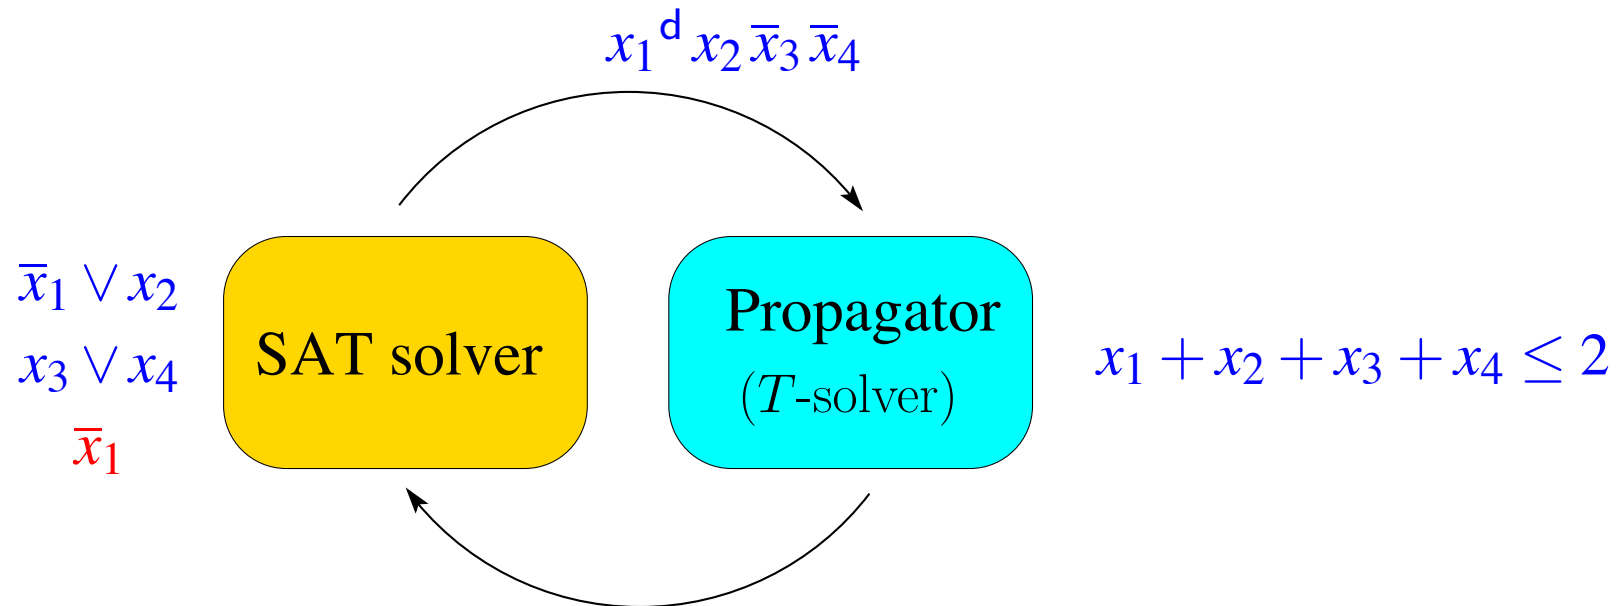 x₁ᵈ x₂ x̅₃ x̅₄
x̅₁ ∨ x₂
x₃ ∨ x₄
x̅₁
SAT solver
Propagator
(T-solver)
x₁ + x₂ + x₃ + x₄ ≤ 2